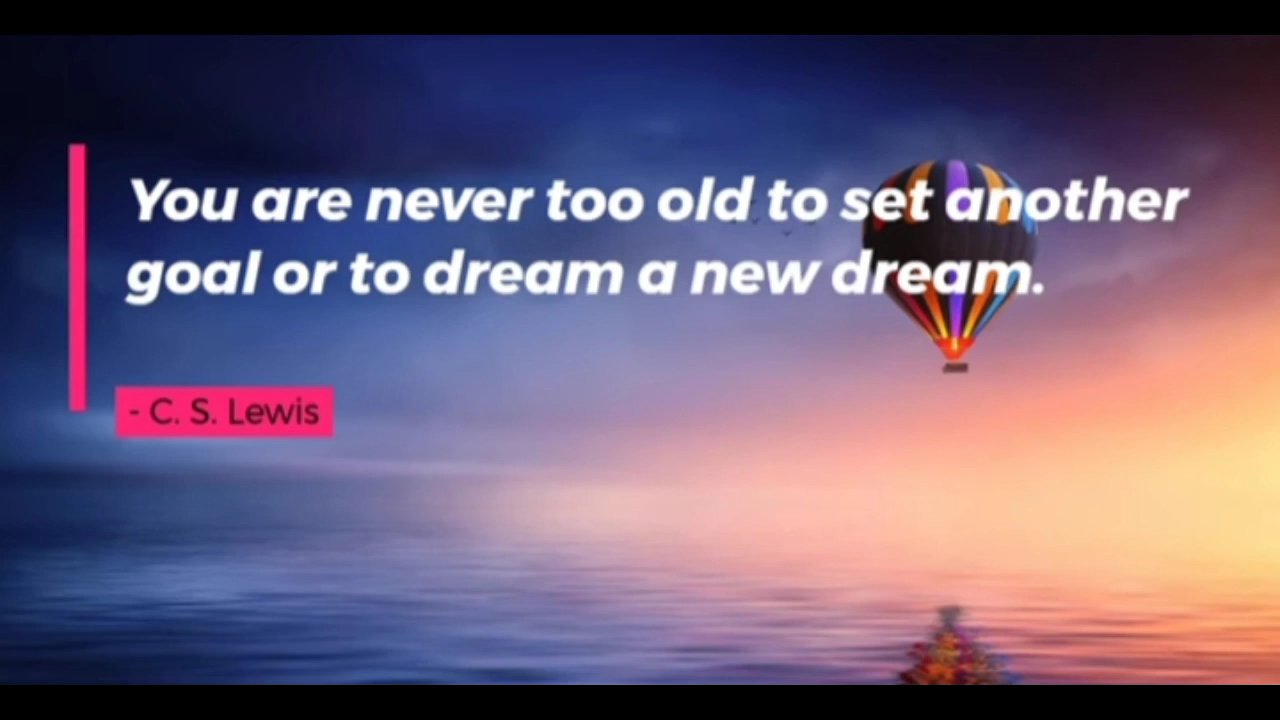 You are never too old to set another
goal or to dream a new dream.
- C. S. Lewis